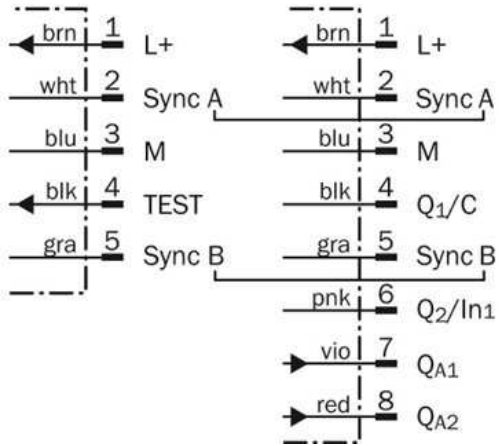 brn 1 L+
wht 2 Sync A
blu 3 M
blk 4 TEST
gra 5 Sync B
brn 1 L+
wht 2 Sync A
blu 3 M
blk 4 Q1/C
gra 5 Sync B
pnk 6 Q2/In1
vio 7 QA1
red 8 QA2